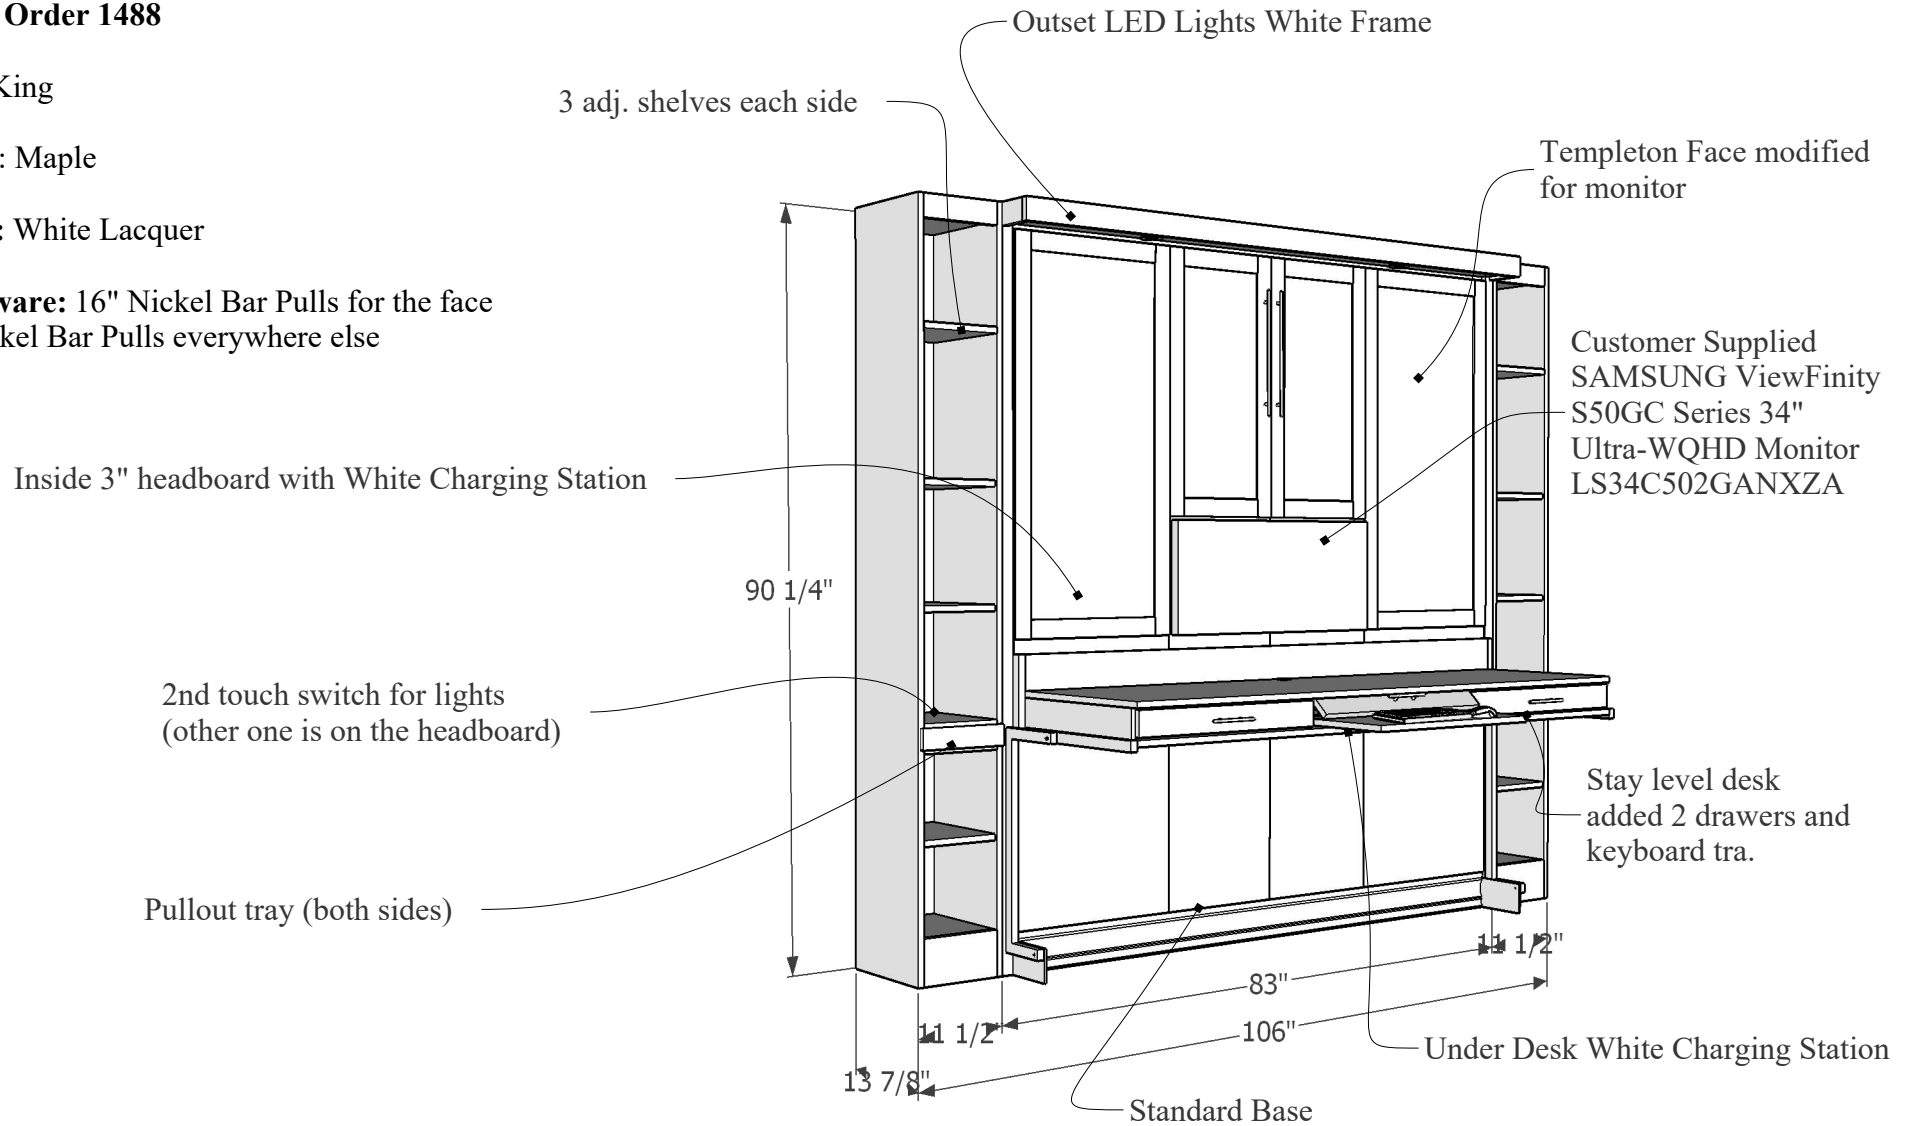 Order 1488
King
: Maple
: White Lacquer
ware: 16" Nickel Bar Pulls for the face
kel Bar Pulls everywhere else
Outset LED Lights White Frame
3 adj. shelves each side
Templeton Face modified
for monitor
Customer Supplied
SAMSUNG ViewFinity
S50GC Series 34"
Ultra-WQHD Monitor
LS34C502GANXZA
Inside 3" headboard with White Charging Station
90 1/4"
2nd touch switch for lights
(other one is on the headboard)
Stay level desk
added 2 drawers and
keyboard tra.
Pullout tray (both sides)
11 1/2"
83"
11 1/2"
106"
13 7/8"
Under Desk White Charging Station
Standard Base